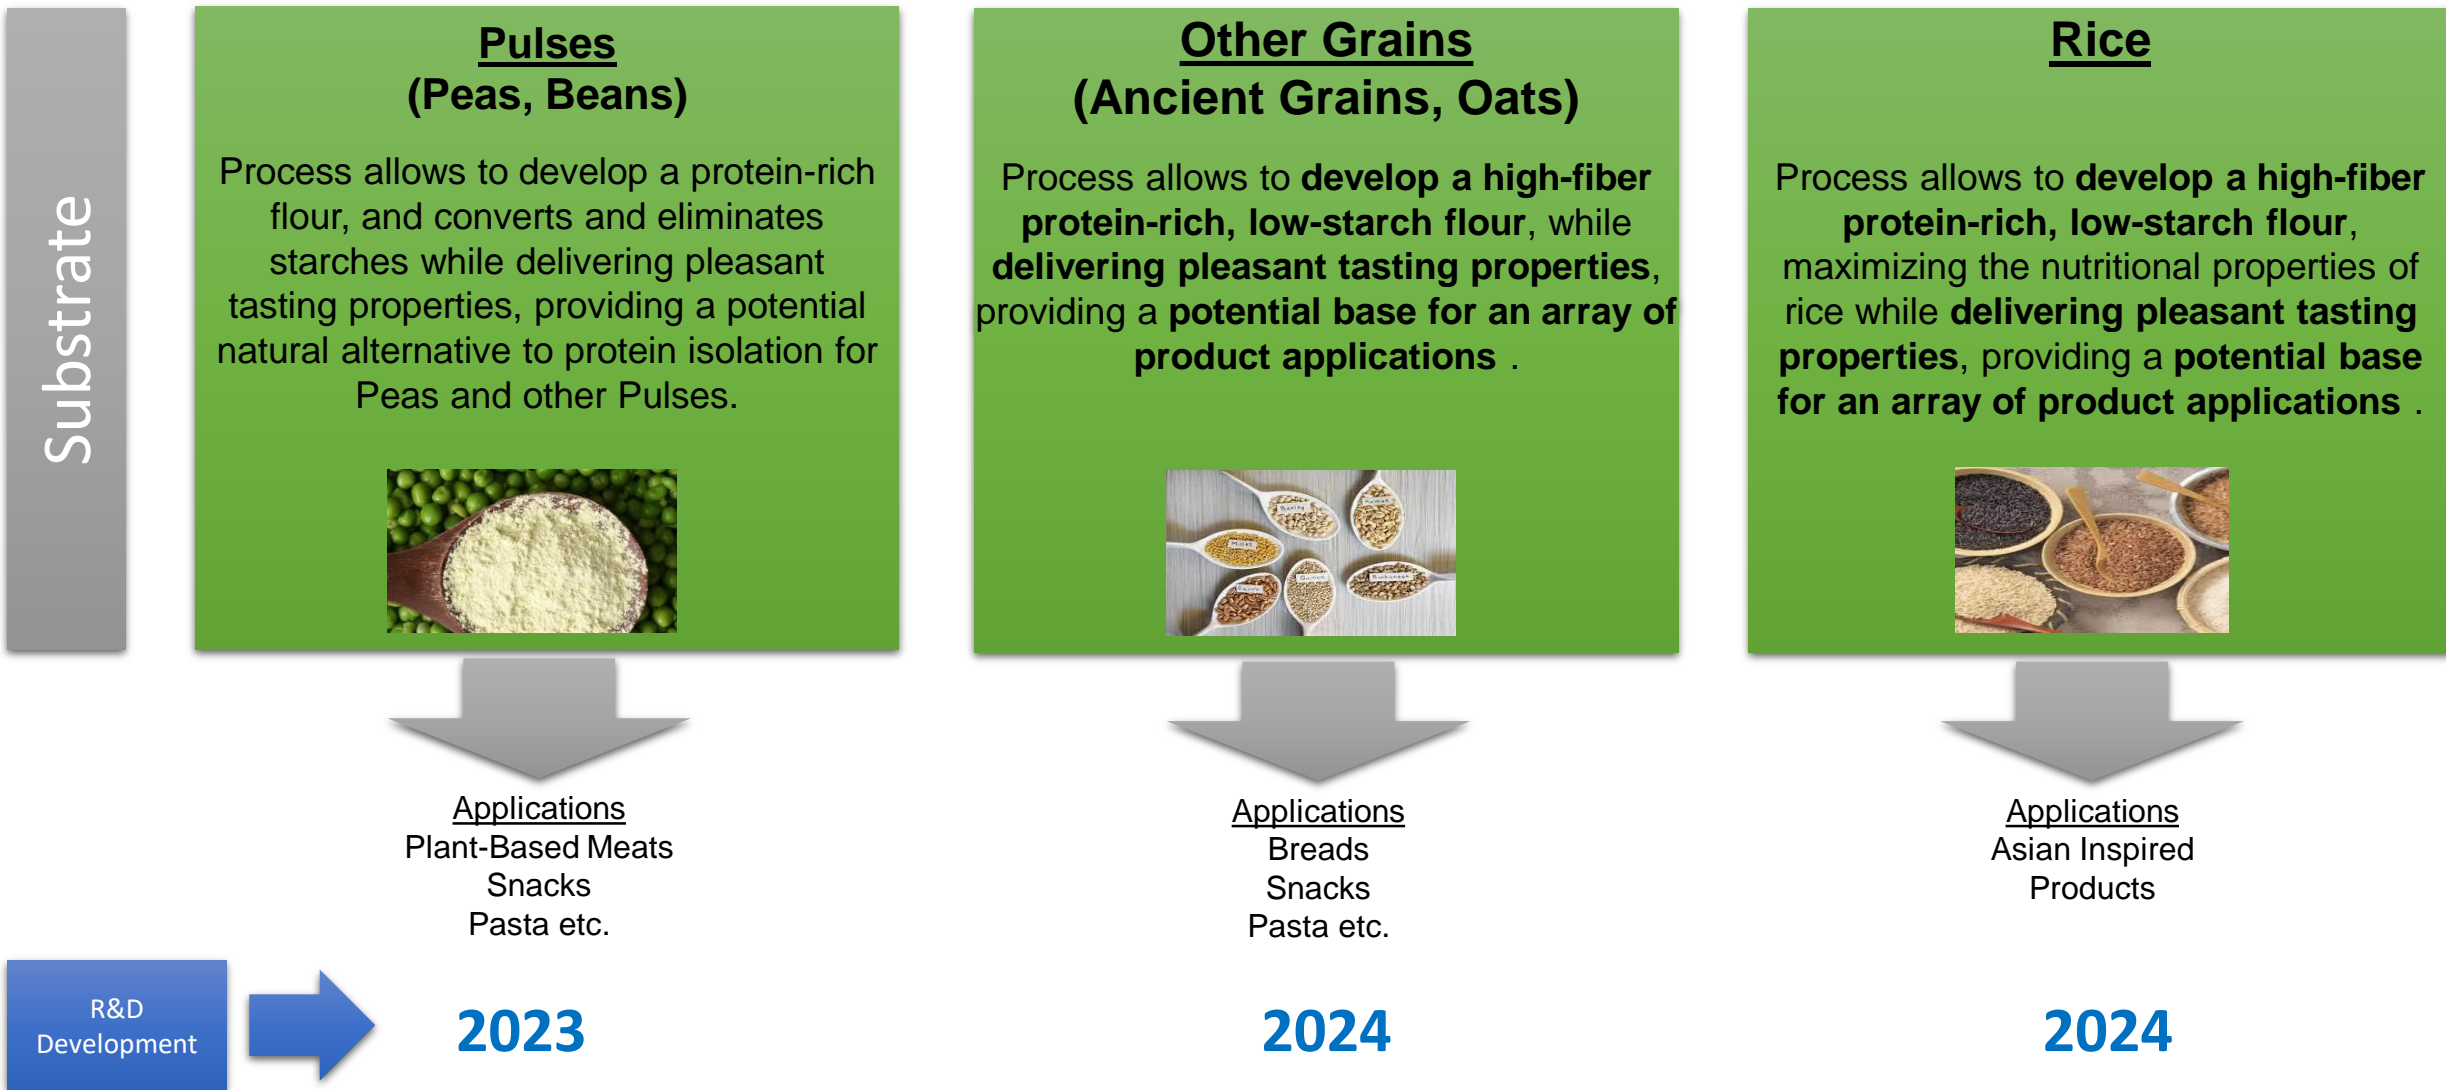 Substrate
Pulses
(Peas, Beans)
Process allows to develop a protein-rich
flour, and converts and eliminates
starches while delivering pleasant
tasting properties, providing a potential
natural alternative to protein isolation for
Peas and other Pulses.
Other Grains
(Ancient Grains, Oats)
Process allows to develop a high-fiber
protein-rich, low-starch flour, while
delivering pleasant tasting properties,
providing a potential base for an array of
product applications .
Barley
Kamut
Millet
Quinoa
Buckwheat
Farro
Rice
Process allows to develop a high-fiber
protein-rich, low-starch flour,
maximizing the nutritional properties of
rice while delivering pleasant tasting
properties, providing a potential base
for an array of product applications .
Applications
Plant-Based Meats
Snacks
Pasta etc.
Applications
Breads
Snacks
Pasta etc.
Applications
Asian Inspired
Products
R&D
Development
2023
2024
2024